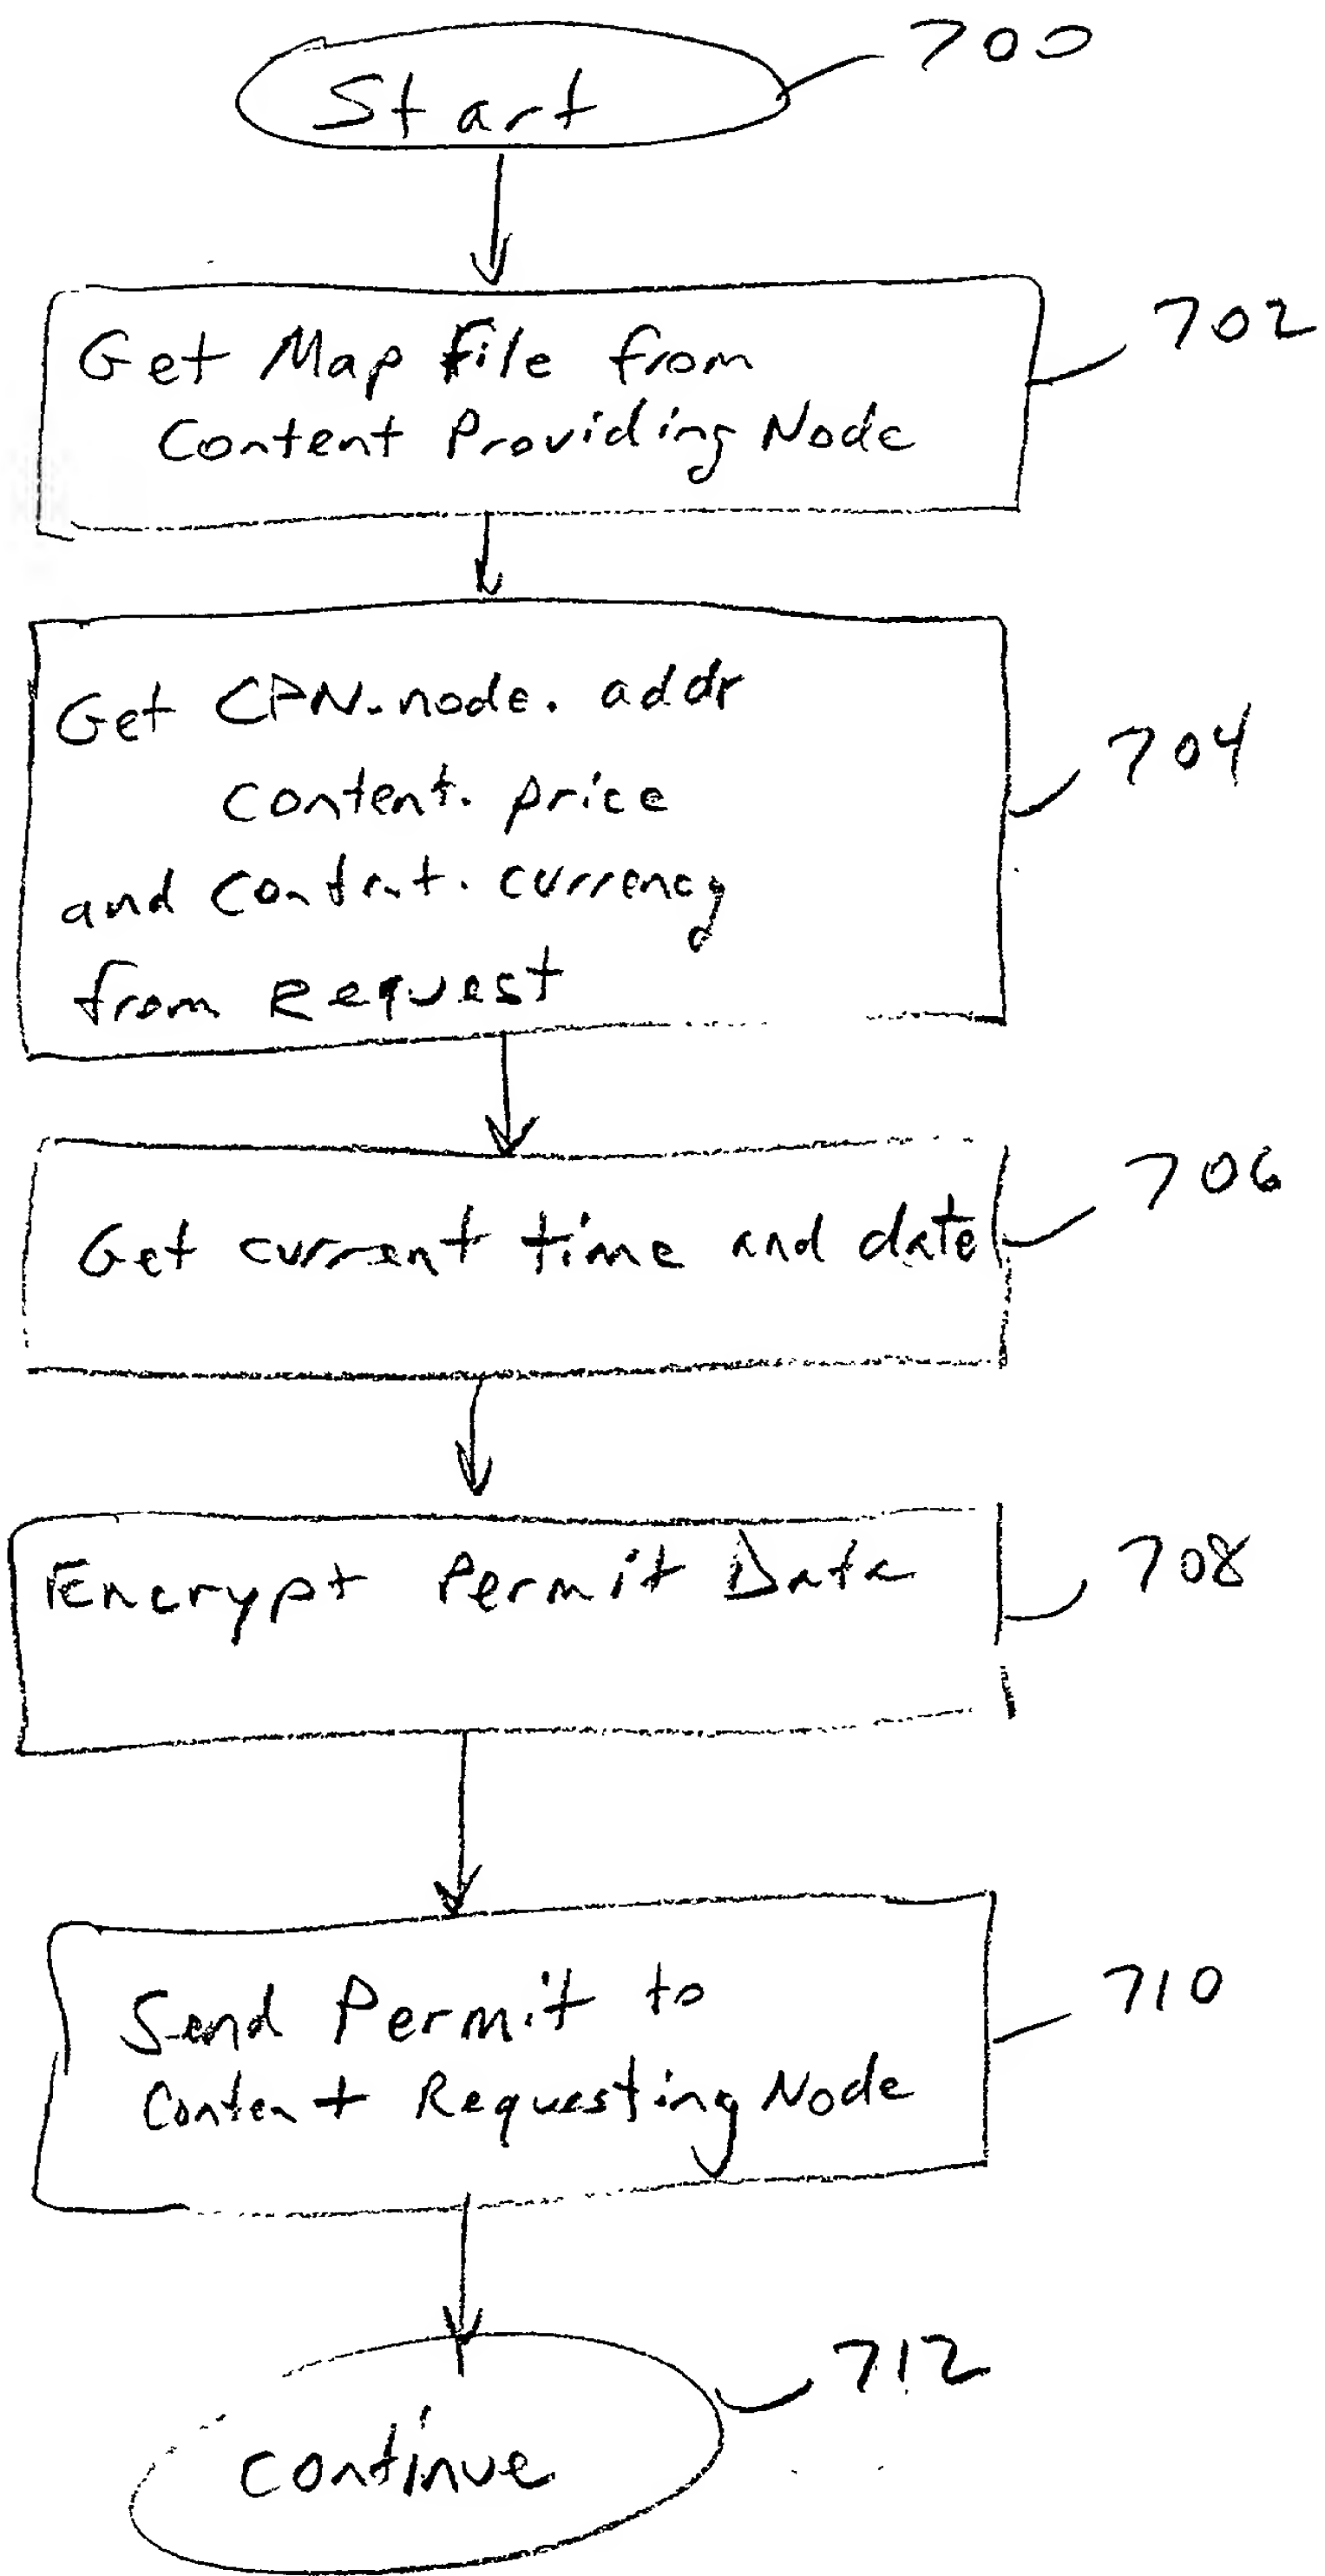 Start
700
Get Map File from
Content Providing Node
702
Get CPN.node.addr
content.price
and content.currency
from Request
704
Get current time and date
706
Encrypt Permit Data
708
Send Permit to
Content Requesting Node
710
continue
712